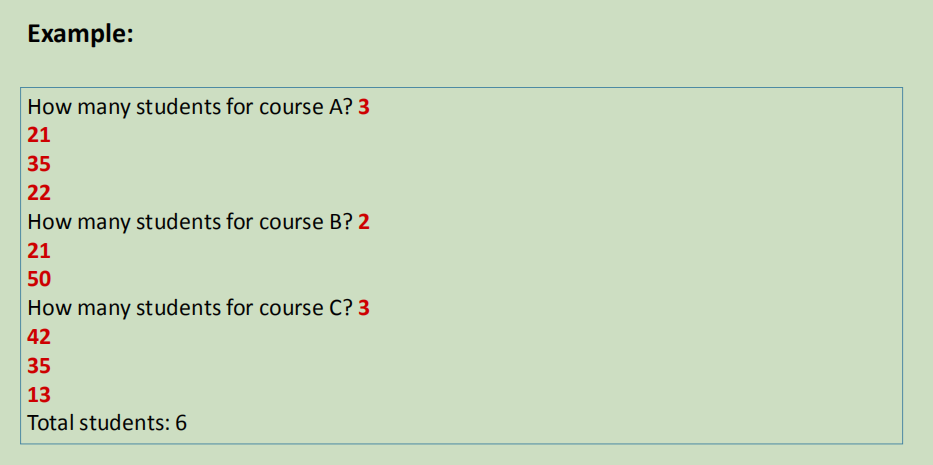 Example:
How many students for course A? 3
21
35
22
How many students for course B? 2
21
50
How many students for course C? 3
42
35
13
Total students: 6